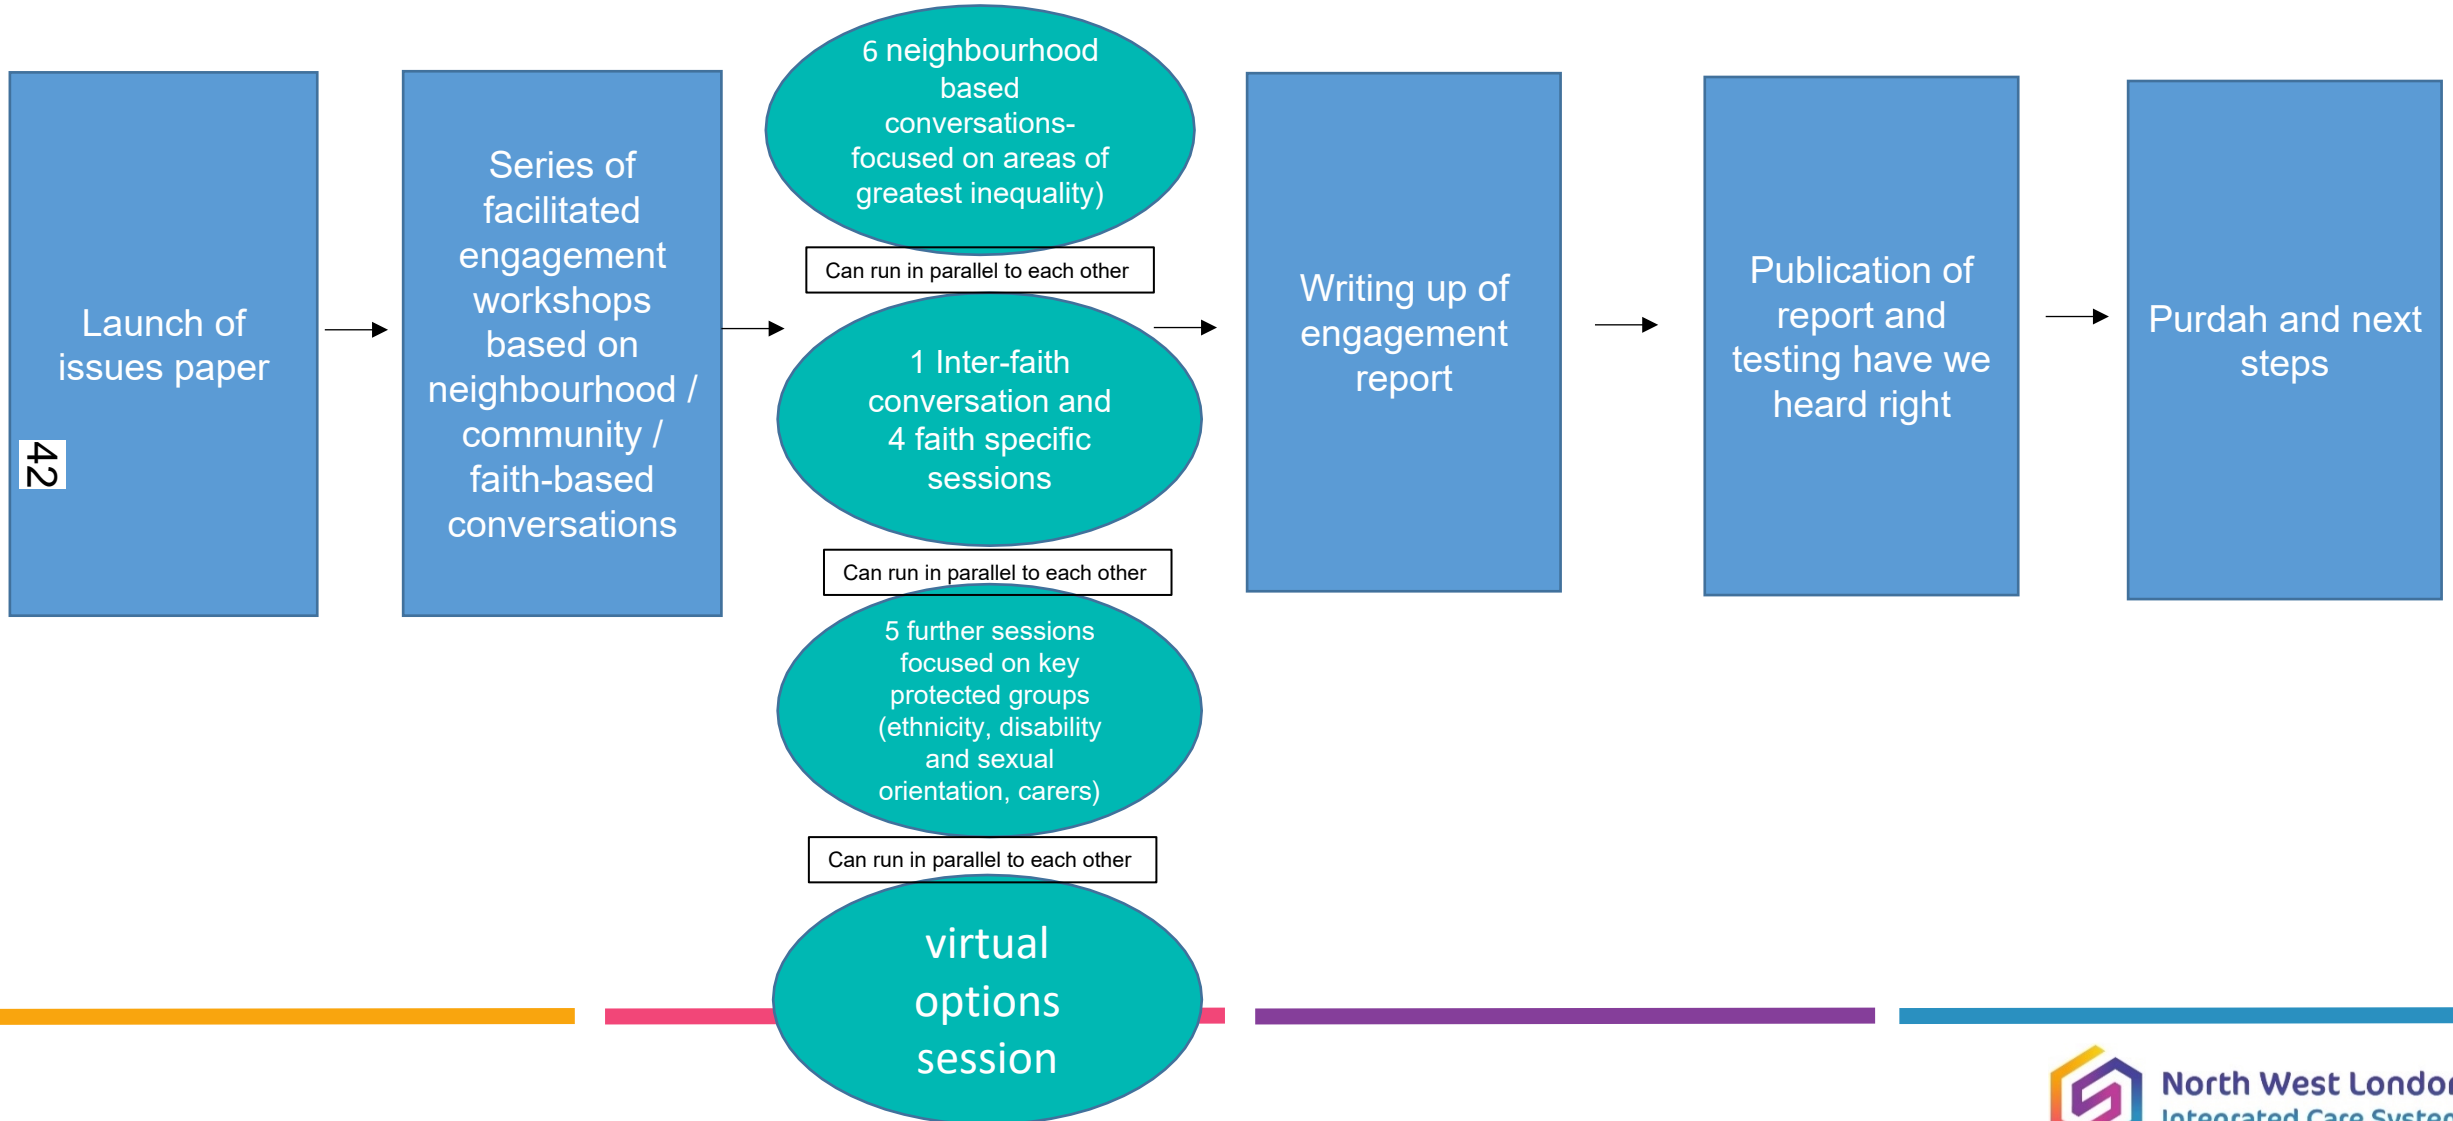 Launch of
issues paper
42
Series of
facilitated
engagement
workshops
based on
neighbourhood /
community /
faith-based
conversations
6 neighbourhood
based
conversations-
focused on areas of
greatest inequality)
Can run in parallel to each other
1 Inter-faith
conversation and
4 faith specific
sessions
Can run in parallel to each other
5 further sessions
focused on key
protected groups
(ethnicity, disability
and sexual
orientation, carers)
Can run in parallel to each other
virtual
options
session
Writing up of
engagement
report
Publication of
report and
testing have we
heard right
Purdah and next
steps
North West London
Integrated Care System